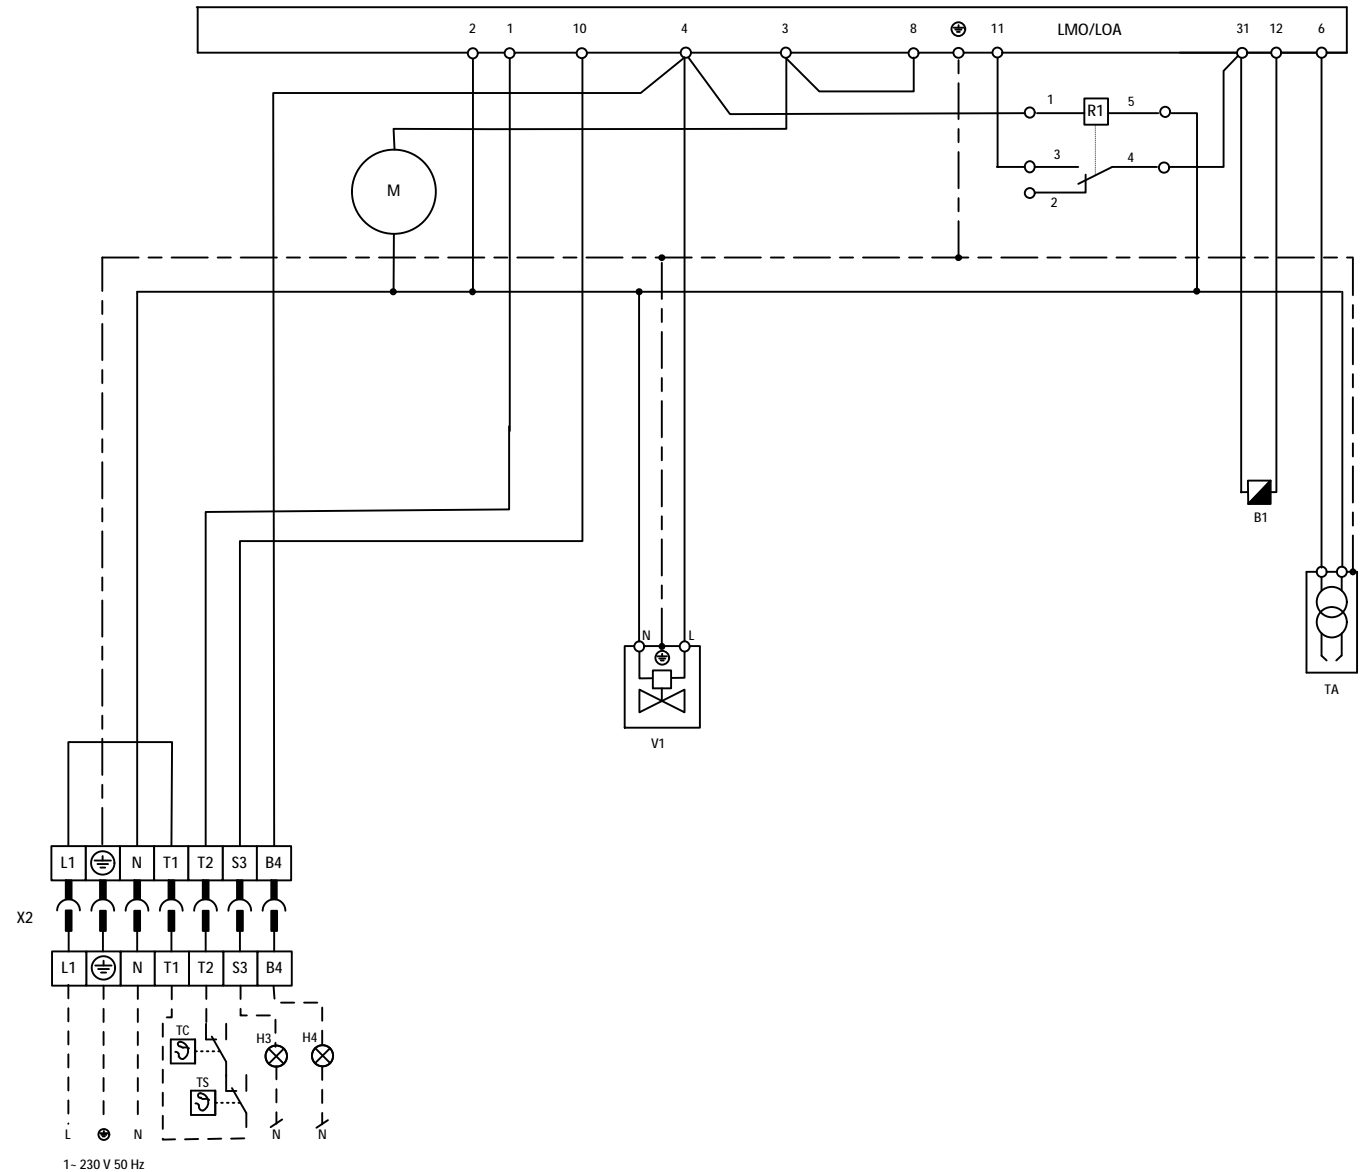 2 1 10 4 3 8 11 LMO/LOA 31 12 6
1 R1 5
3 4
2
M
B1
N L
TA
V1
L1 N T1 T2 S3 B4
X2
L1 N T1 T2 S3 B4
TC H3 H4
TS
L N N N
1~ 230 V 50 Hz